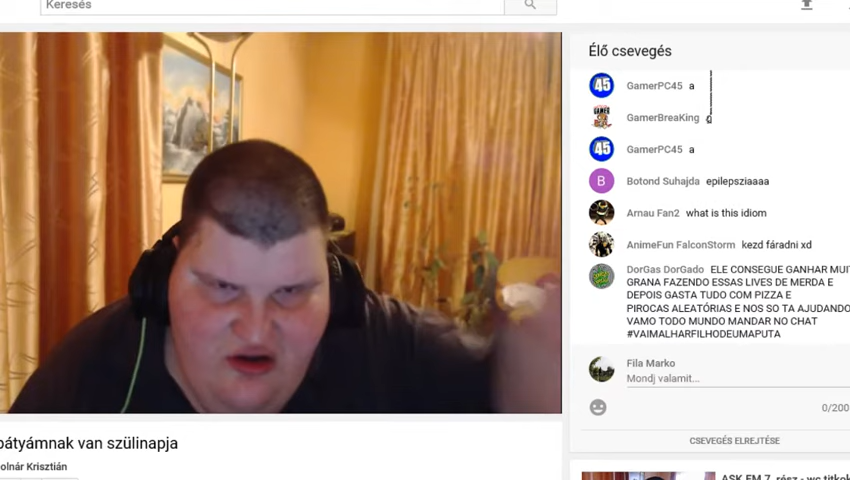 Keresés
Élő csevegés
45 GamerPC45 a
GamerBreaKing
45 GamerPC45 a
B Botond Suhajda epilepsziaaaa
Arnau Fan2 what is this idiom
AnimeFun FalconStorm kezd fáradni xd
DorGas DorGado ELE CONSEGUE GANHAR MUI
GRANA FAZENDO ESSAS LIVES DE MERDA E
DEPOIS GASTA TUDO COM PIZZA E
PIROCAS ALEATÓRIAS E NOS SO TA AJUDANDO
VAMO TODO MUNDO MANDAR NO CHAT
#VAIMALHARFILHODEUMAPUTA
Fila Marko
Mondj valamit...
0/200
CSEVEGÉS ELREJTÉSE
bátyámnak van szülinapja
olnár Krisztián
ASK.FM 7. rész - wc titkok